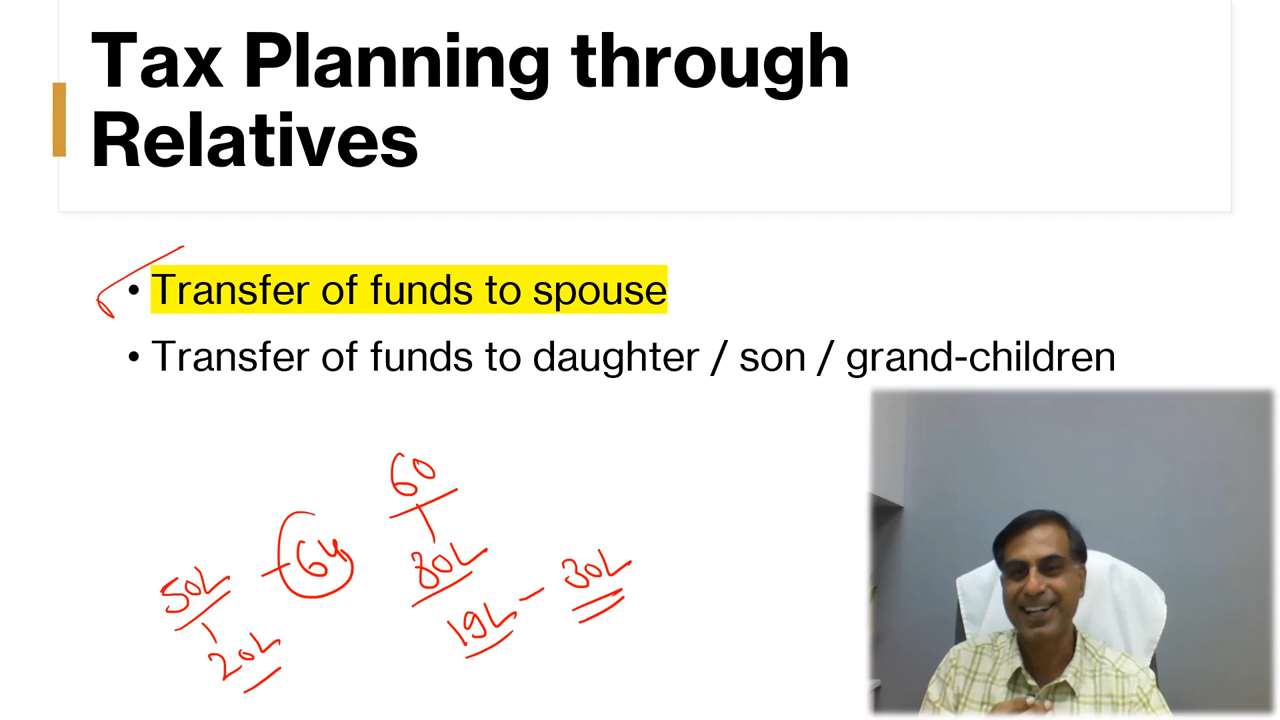 Tax Planning through
Relatives
• Transfer of funds to spouse
• Transfer of funds to daughter / son / grand-children
60
50L - 64
80L
20L
19L - 30L